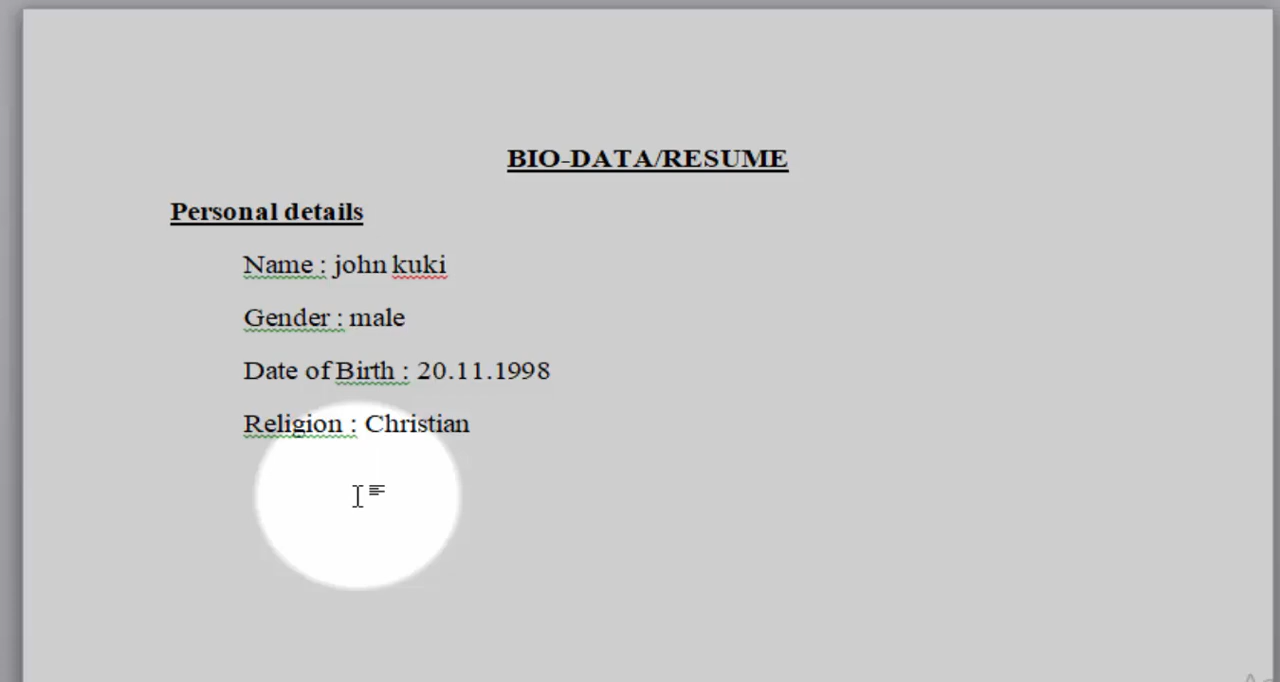 BIO-DATA/RESUME
Personal details
Name : john kuki
Gender : male
Date of Birth : 20.11.1998
Religion : Christian